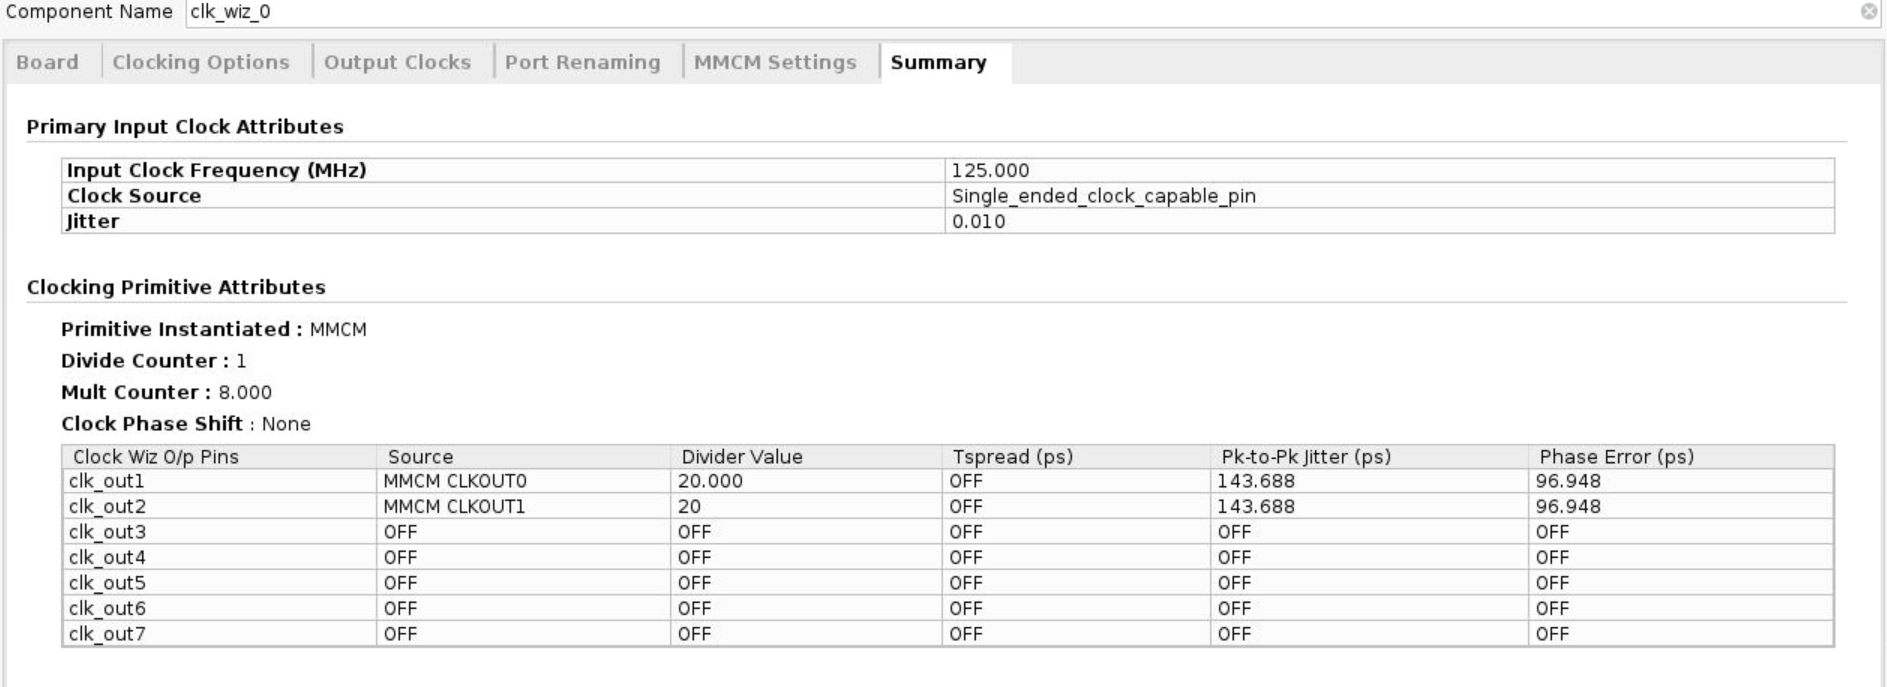 Component Name clk_wiz_0
Board Clocking Options Output Clocks Port Renaming MMCM Settings Summary
Primary Input Clock Attributes
Input Clock Frequency (MHz) 125.000
Clock Source Single_ended_clock_capable_pin
Jitter 0.010
Clocking Primitive Attributes
Primitive Instantiated : MMCM
Divide Counter : 1
Mult Counter : 8.000
Clock Phase Shift : None
Clock Wiz O/p Pins Source Divider Value Tspread (ps) Pk-to-Pk Jitter (ps) Phase Error (ps)
clk_out1 MMCM CLKOUT0 20.000 OFF 143.688 96.948
clk_out2 MMCM CLKOUT1 20 OFF 143.688 96.948
clk_out3 OFF OFF OFF OFF OFF
clk_out4 OFF OFF OFF OFF OFF
clk_out5 OFF OFF OFF OFF OFF
clk_out6 OFF OFF OFF OFF OFF
clk_out7 OFF OFF OFF OFF OFF